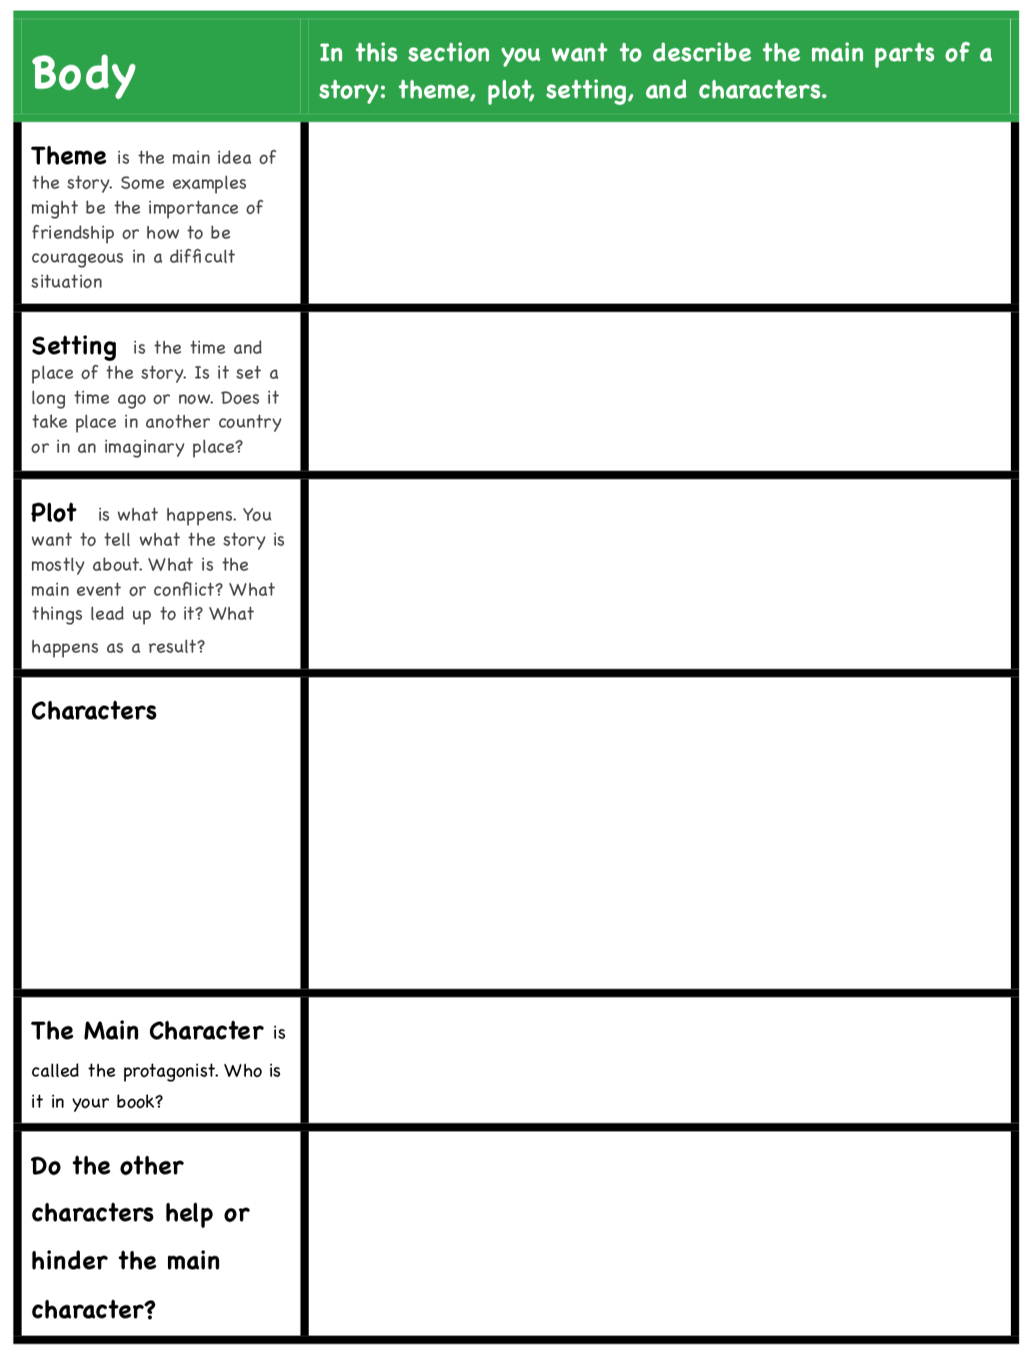 Body
In this section you want to describe the main parts of a
story: theme, plot, setting, and characters.
Theme is the main idea of
the story. Some examples
might be the importance of
friendship or how to be
courageous in a difficult
situation
Setting is the time and
place of the story. Is it set a
long time ago or now. Does it
take place in another country
or in an imaginary place?
Plot is what happens. You
want to tell what the story is
mostly about. What is the
main event or conflict? What
things lead up to it? What
happens as a result?
Characters
The Main Character is
called the protagonist. Who is
it in your book?
Do the other
characters help or
hinder the main
character?